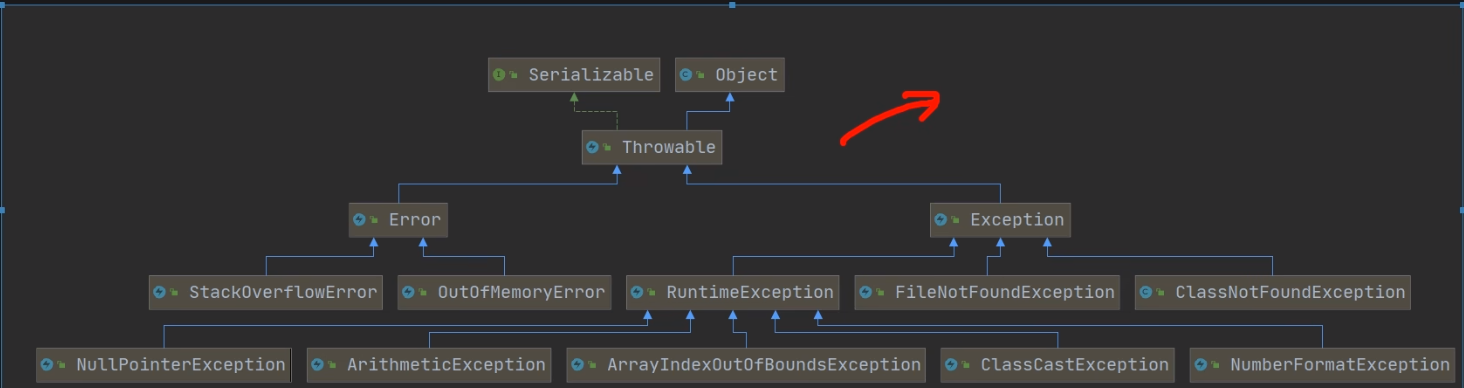 Serializable Object
Throwable
Error Exception
StackOverflowError OutOfMemoryError RuntimeException FileNotFoundException ClassNotFoundException
NullPointerException ArithmeticException ArrayIndexOutOfBoundsException ClassCastException NumberFormatException